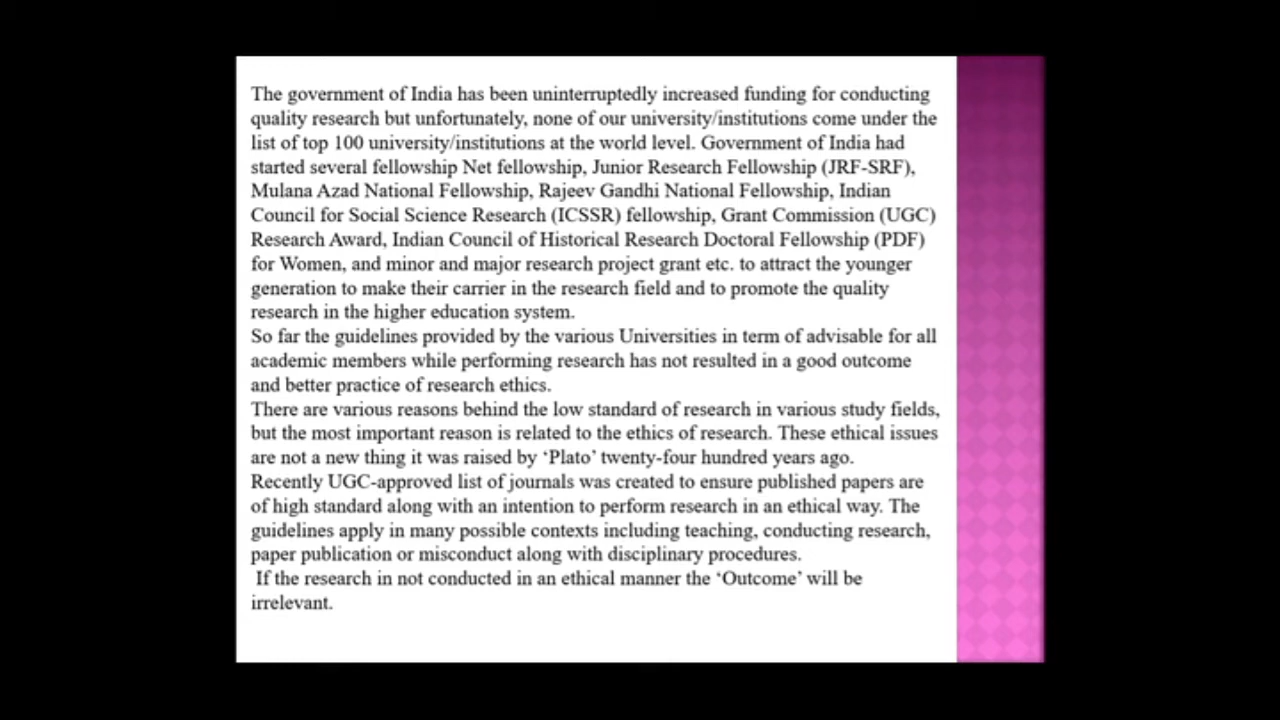 The government of India has been uninterruptedly increased funding for conducting
quality research but unfortunately, none of our university/institutions come under the
list of top 100 university/institutions at the world level. Government of India had
started several fellowship Net fellowship, Junior Research Fellowship (JRF-SRF),
Mulana Azad National Fellowship, Rajeev Gandhi National Fellowship, Indian
Council for Social Science Research (ICSSR) fellowship, Grant Commission (UGC)
Research Award, Indian Council of Historical Research Doctoral Fellowship (PDF)
for Women, and minor and major research project grant etc. to attract the younger
generation to make their carrier in the research field and to promote the quality
research in the higher education system.
So far the guidelines provided by the various Universities in term of advisable for all
academic members while performing research has not resulted in a good outcome
and better practice of research ethics.
There are various reasons behind the low standard of research in various study fields,
but the most important reason is related to the ethics of research. These ethical issues
are not a new thing it was raised by ‘Plato’ twenty-four hundred years ago.
Recently UGC-approved list of journals was created to ensure published papers are
of high standard along with an intention to perform research in an ethical way. The
guidelines apply in many possible contexts including teaching, conducting research,
paper publication or misconduct along with disciplinary procedures.
If the research in not conducted in an ethical manner the ‘Outcome’ will be
irrelevant.